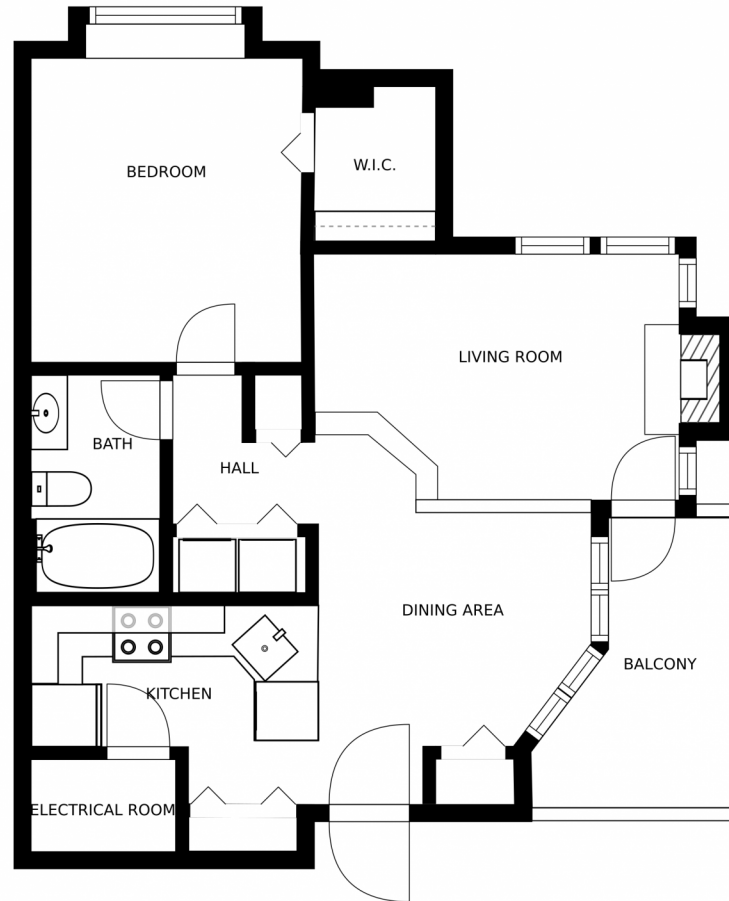 BEDROOM
W.I.C.
LIVING ROOM
BATH
HALL
DINING AREA
BALCONY
KITCHEN
ELECTRICAL ROOM